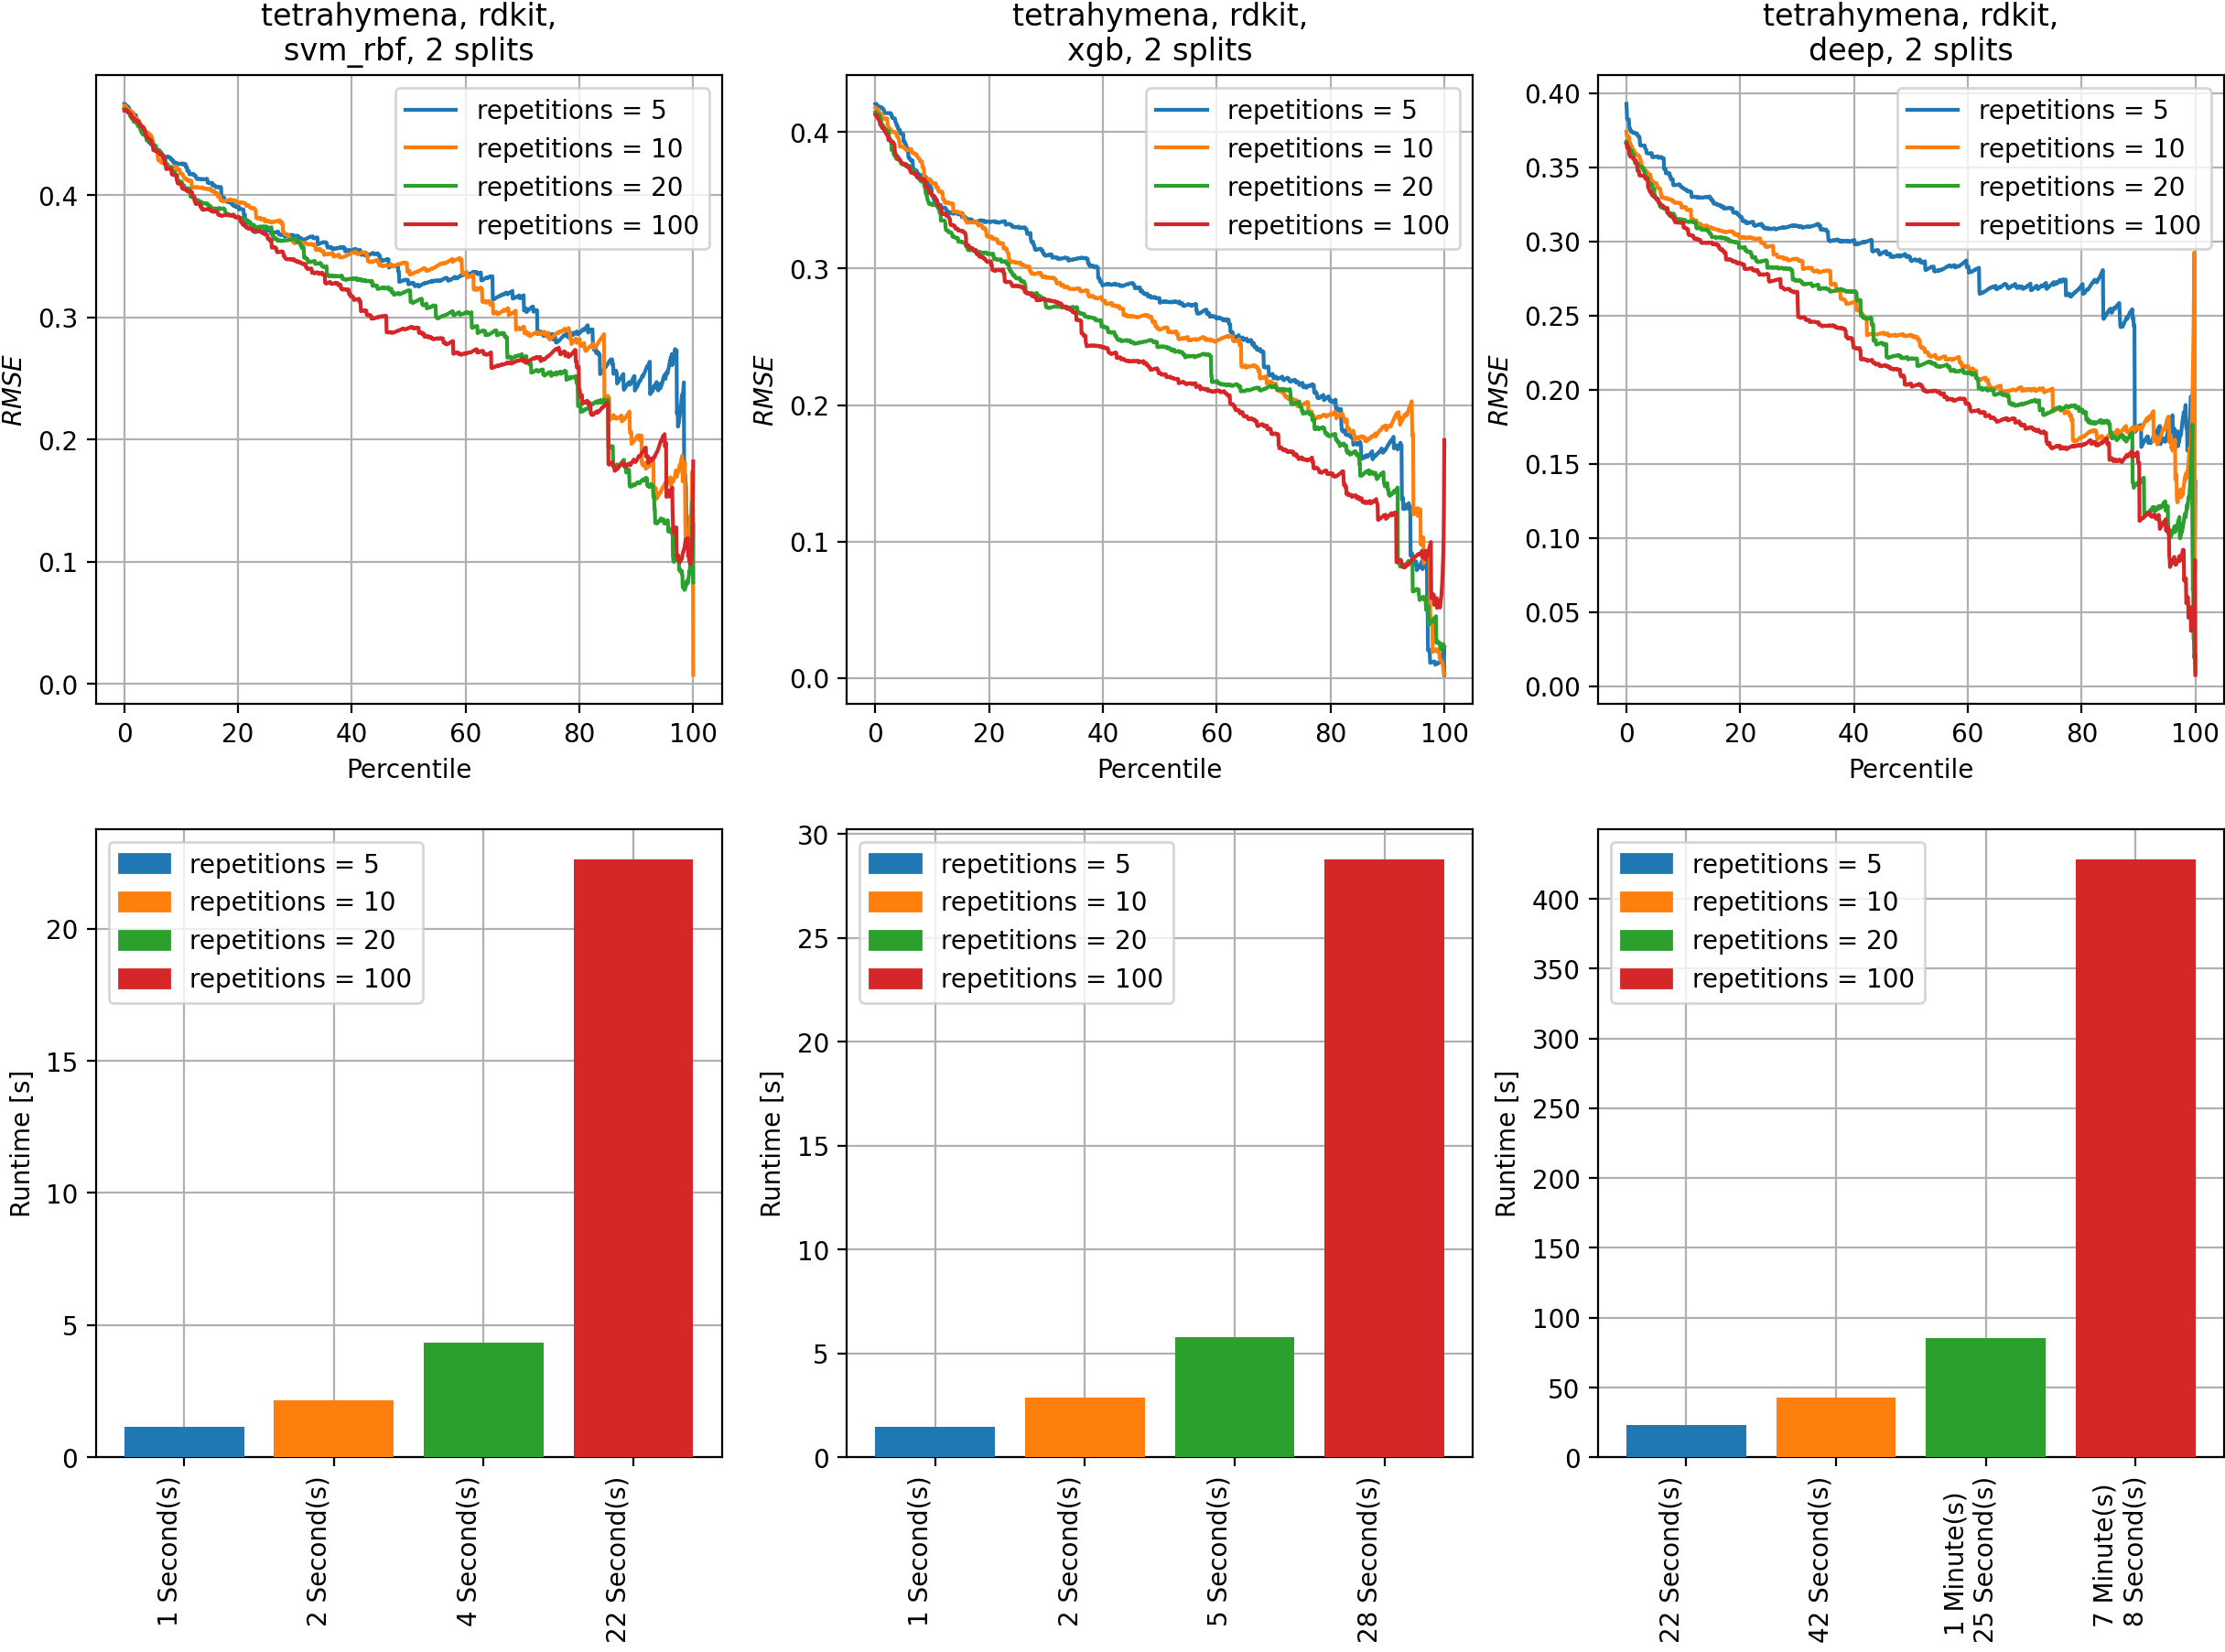 tetrahymena, rdkit,
svm_rbf, 2 splits
repetitions = 5
repetitions = 10
repetitions = 20
repetitions = 100
RMSE
0.4
0.3
0.2
0.1
0.0
0 20 40 60 80 100
Percentile
tetrahymena, rdkit,
xgb, 2 splits
repetitions = 5
repetitions = 10
repetitions = 20
repetitions = 100
RMSE
0.4
0.3
0.2
0.1
0.0
0 20 40 60 80 100
Percentile
tetrahymena, rdkit,
deep, 2 splits
repetitions = 5
repetitions = 10
repetitions = 20
repetitions = 100
RMSE
0.40
0.35
0.30
0.25
0.20
0.15
0.10
0.05
0.00
0 20 40 60 80 100
Percentile
repetitions = 5
repetitions = 10
repetitions = 20
repetitions = 100
Runtime [s]
20
15
10
5
0
1 Second(s)
2 Second(s)
4 Second(s)
22 Second(s)
repetitions = 5
repetitions = 10
repetitions = 20
repetitions = 100
Runtime [s]
30
25
20
15
10
5
0
1 Second(s)
2 Second(s)
5 Second(s)
28 Second(s)
repetitions = 5
repetitions = 10
repetitions = 20
repetitions = 100
Runtime [s]
400
350
300
250
200
150
100
50
0
22 Second(s)
42 Second(s)
1 Minute(s)
25 Second(s)
7 Minute(s)
8 Second(s)